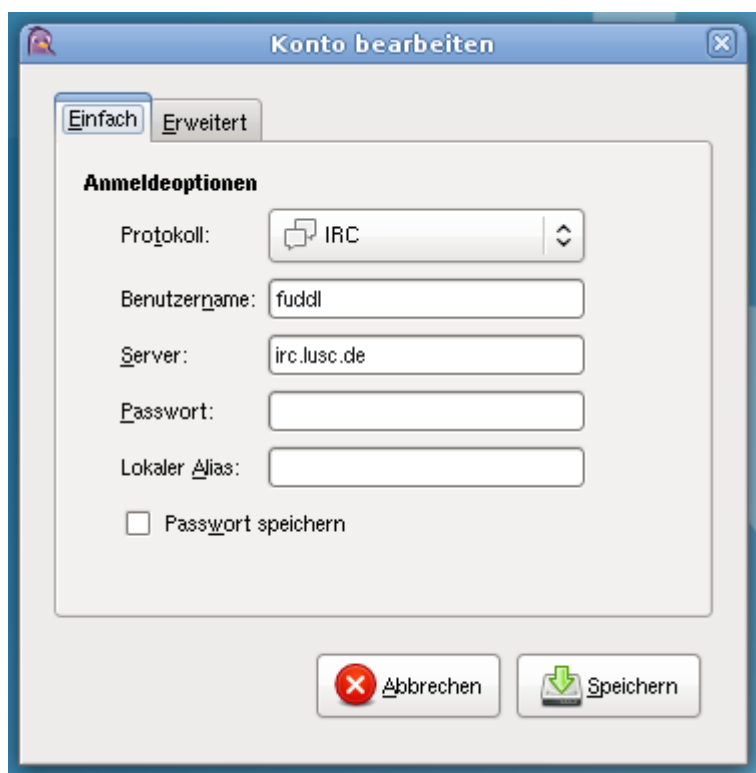 Konto bearbeiten
Einfach
Erweitert
Anmeldeoptionen
Protokoll: IRC
Benutzername: fuddl
Server: irc.lusc.de
Passwort:
Lokaler Alias:
Passwort speichern
Abbrechen Speichern